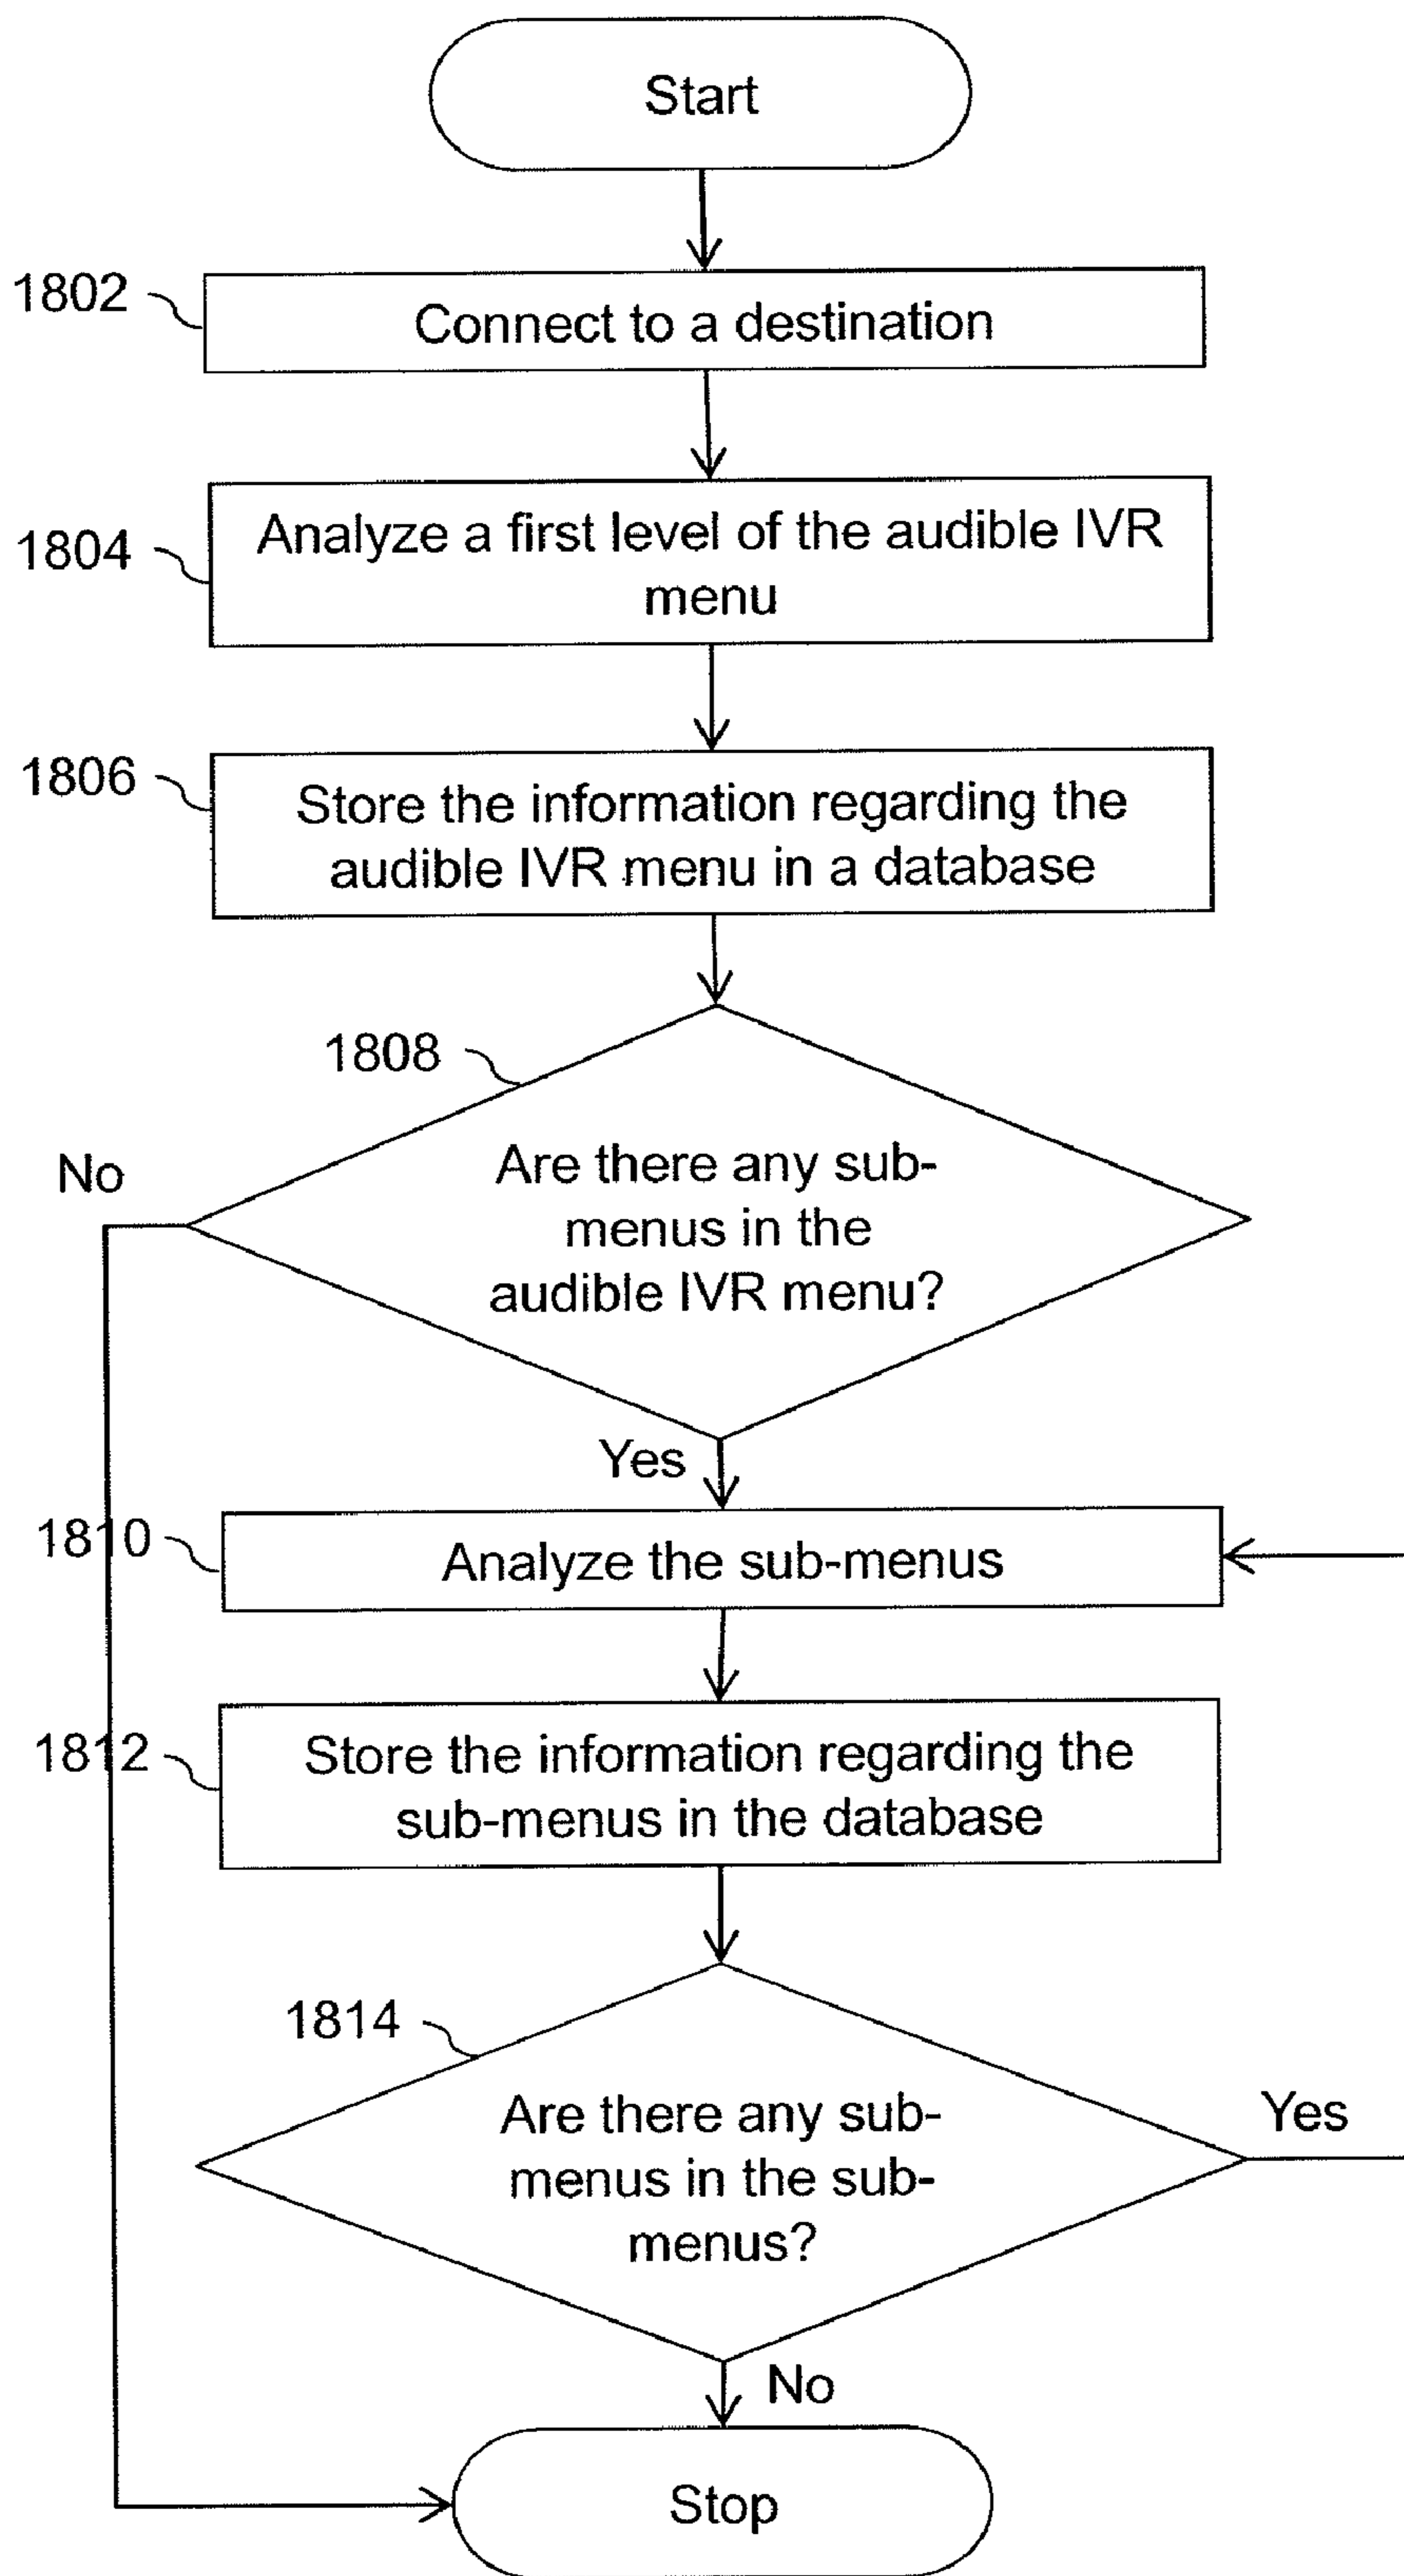 Start
1802
Connect to a destination
1804
Analyze a first level of the audible IVR
menu
1806
Store the information regarding the
audible IVR menu in a database
1808
No
Are there any sub-
menus in the
audible IVR menu?
Yes
1810
Analyze the sub-menus
1812
Store the information regarding the
sub-menus in the database
1814
Are there any sub-
menus in the sub-
menus?
Yes
No
Stop